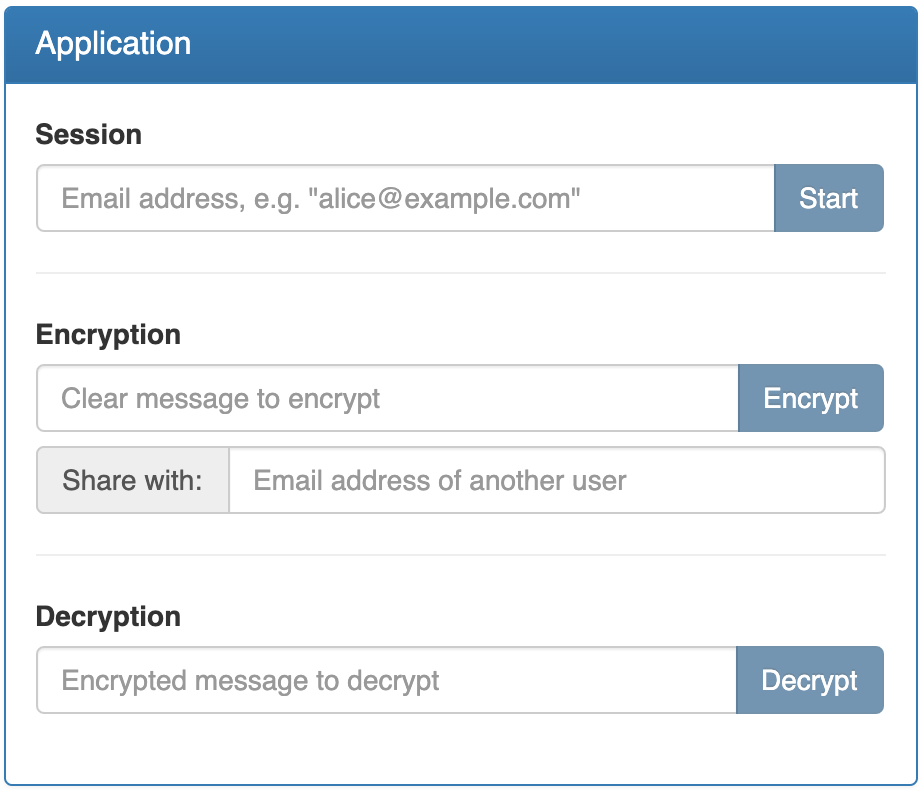 Application
Session
Email address, e.g. "alice@example.com" Start
Encryption
Clear message to encrypt Encrypt
Share with: Email address of another user
Decryption
Encrypted message to decrypt Decrypt